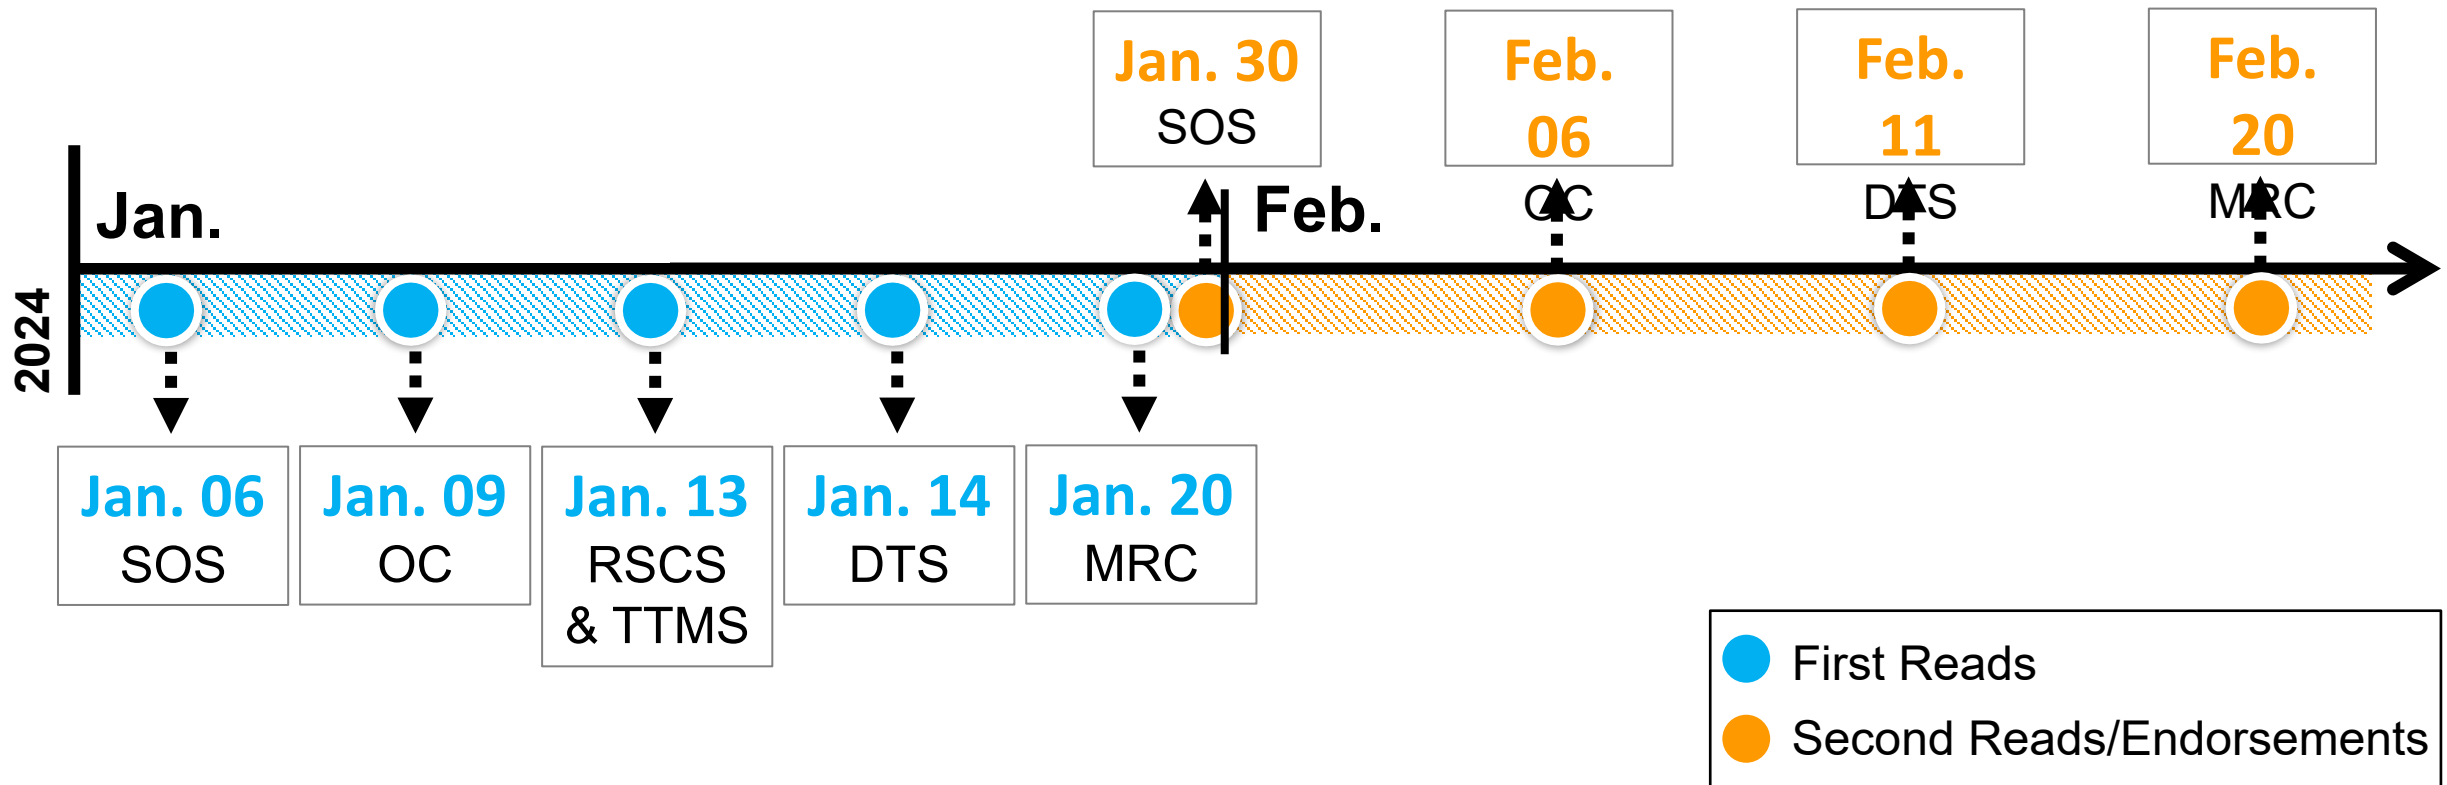 Jan. 30
SOS
Feb.
06
OC
Feb.
11
DTS
Feb.
20
MRC
Jan.
Feb.
2024
Jan. 06
SOS
Jan. 09
OC
Jan. 13
RSCS
& TTMS
Jan. 14
DTS
Jan. 20
MRC
First Reads
Second Reads/Endorsements